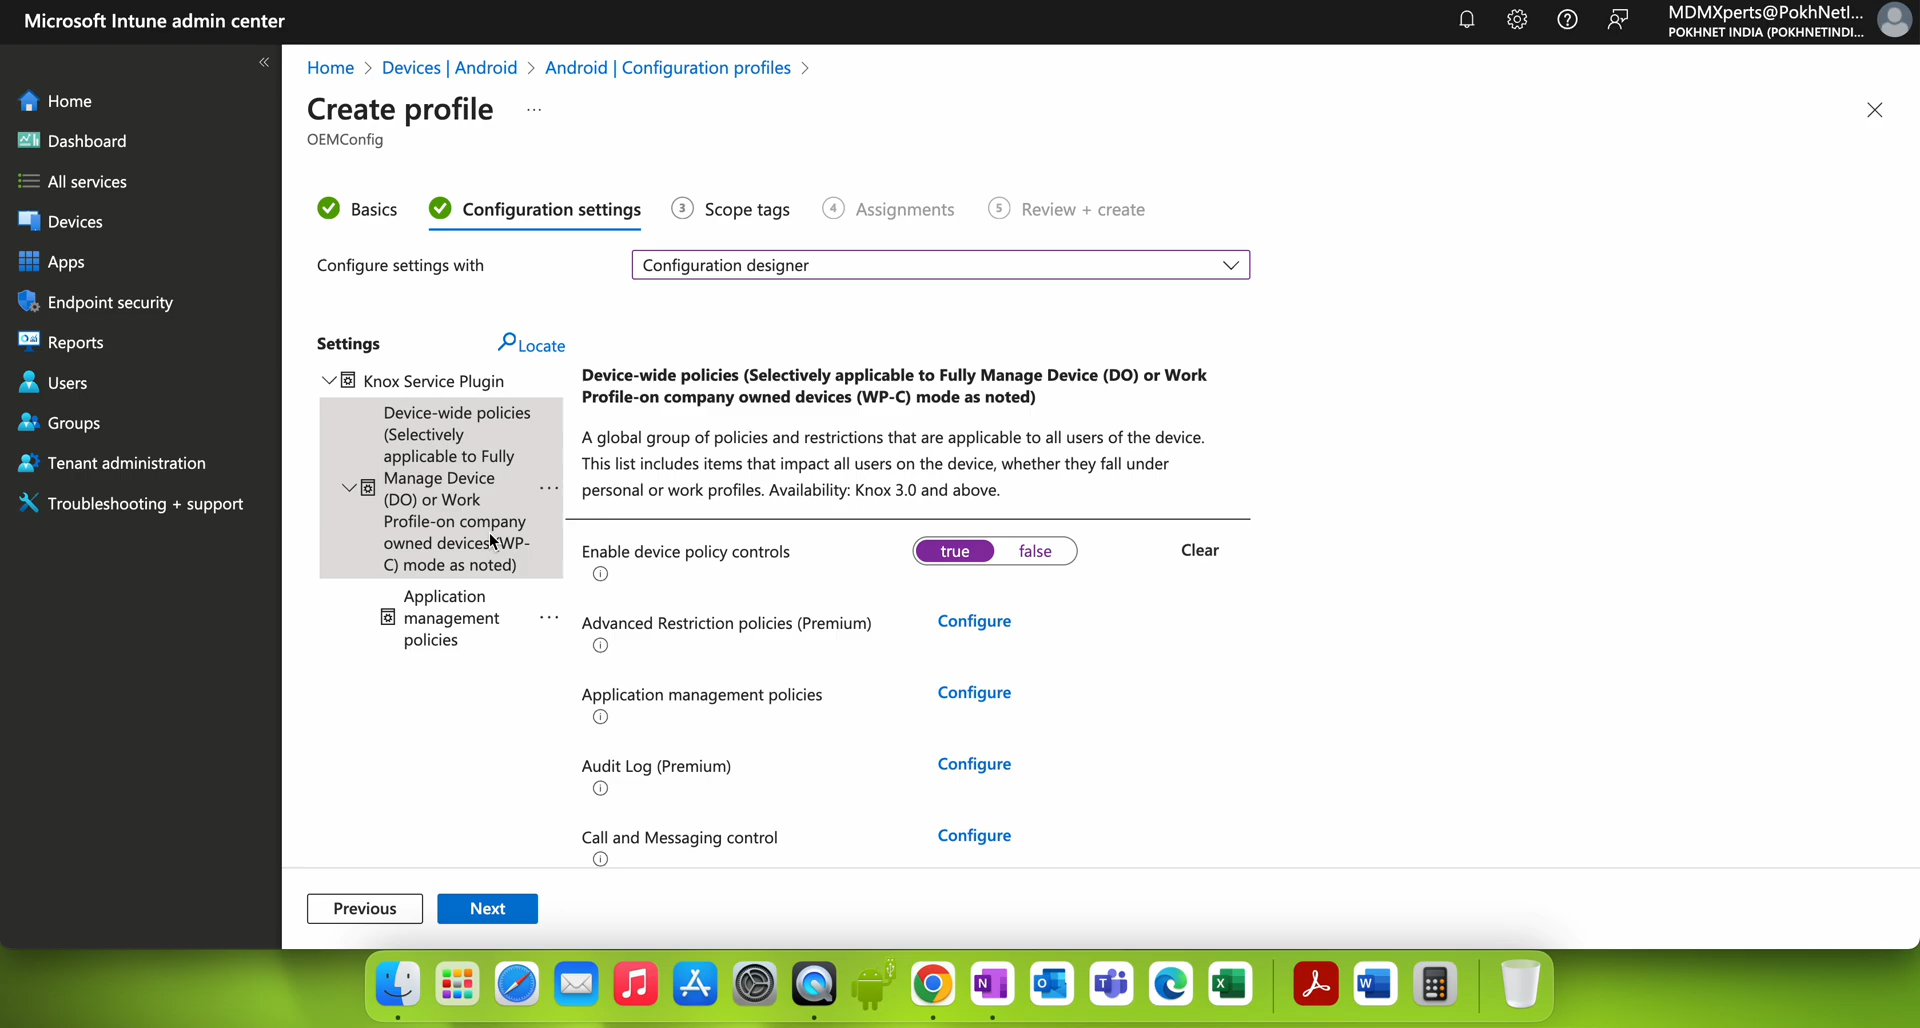 Microsoft Intune admin center
MDMXperts@PokhNetI...
POKHNET INDIA (POKHNETINDI...
Home
Dashboard
All services
Devices
Apps
Endpoint security
Reports
Users
Groups
Tenant administration
Troubleshooting + support
Home > Devices | Android > Android | Configuration profiles >
Create profile ...
OEMConfig
Basics
Configuration settings
3 Scope tags
4 Assignments
5 Review + create
Configure settings with
Configuration designer
Settings
Locate
Knox Service Plugin
Device-wide policies
(Selectively
applicable to Fully
Manage Device
(DO) or Work
Profile-on company
owned devices (WP-
C) mode as noted)
...
Application
management
policies
...
Device-wide policies (Selectively applicable to Fully Manage Device (DO) or Work
Profile-on company owned devices (WP-C) mode as noted)
A global group of policies and restrictions that are applicable to all users of the device.
This list includes items that impact all users on the device, whether they fall under
personal or work profiles. Availability: Knox 3.0 and above.
Enable device policy controls
true false
Clear
Advanced Restriction policies (Premium)
Configure
Application management policies
Configure
Audit Log (Premium)
Configure
Call and Messaging control
Configure
Previous
Next